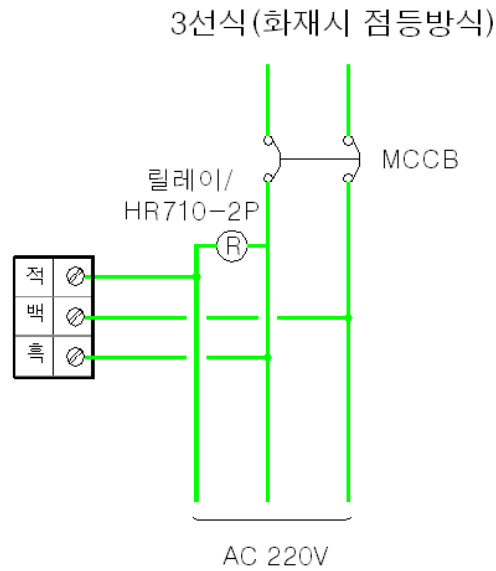 3선식(화재시 점등방식)
MCCB
릴레이/
HR710-2P
R
적
백
흑
AC 220V